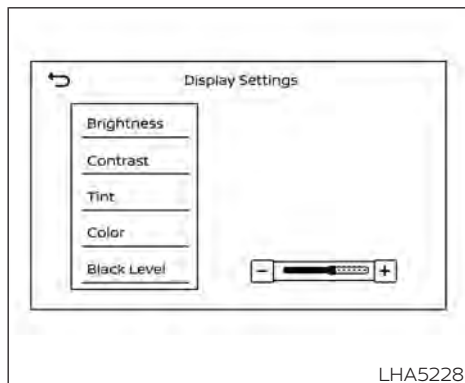 Display Settings
Brightness
Contrast
Tint
Color
Black Level
- +
LHA5228